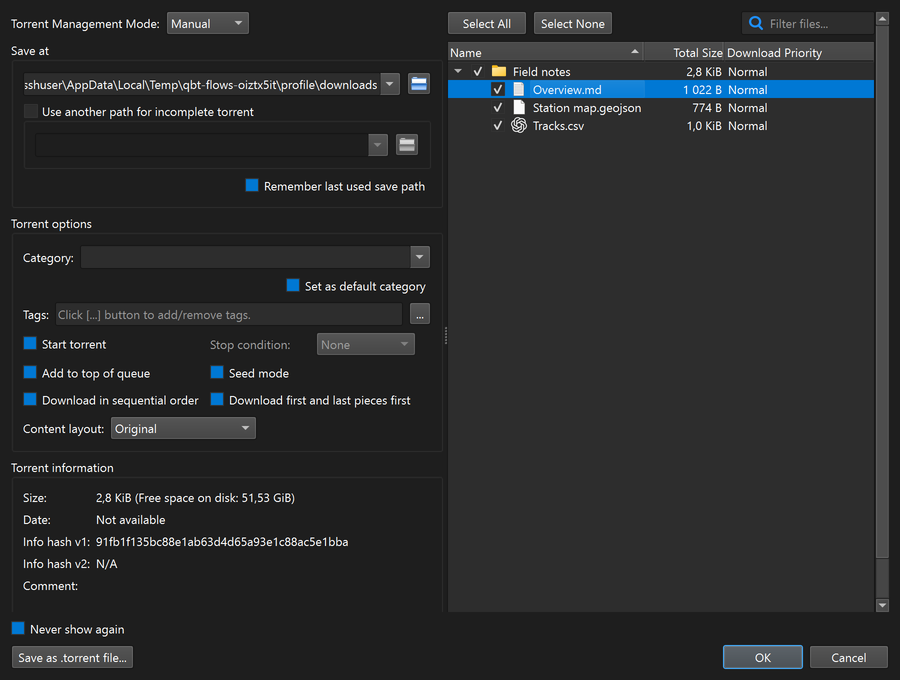 Torrent Management Mode: Manual
Save at
sshuser\AppData\Local\Temp\qbt-flows-oiztx5it\profile\downloads
Use another path for incomplete torrent
Remember last used save path
Torrent options
Category:
Set as default category
Tags: Click [...] button to add/remove tags. ...
Start torrent Stop condition: None
Add to top of queue Seed mode
Download in sequential order Download first and last pieces first
Content layout: Original
Torrent information
Size: 2,8 KiB (Free space on disk: 51,53 GiB)
Date: Not available
Info hash v1: 91fb1f135bc88e1ab63d4d65a93e1c88ac5e1bba
Info hash v2: N/A
Comment:
Never show again
Save as .torrent file...
Select All Select None Filter files...
Name Total Size Download Priority
Field notes 2,8 KiB Normal
Overview.md 1 022 B Normal
Station map.geojson 774 B Normal
Tracks.csv 1,0 KiB Normal
OK Cancel